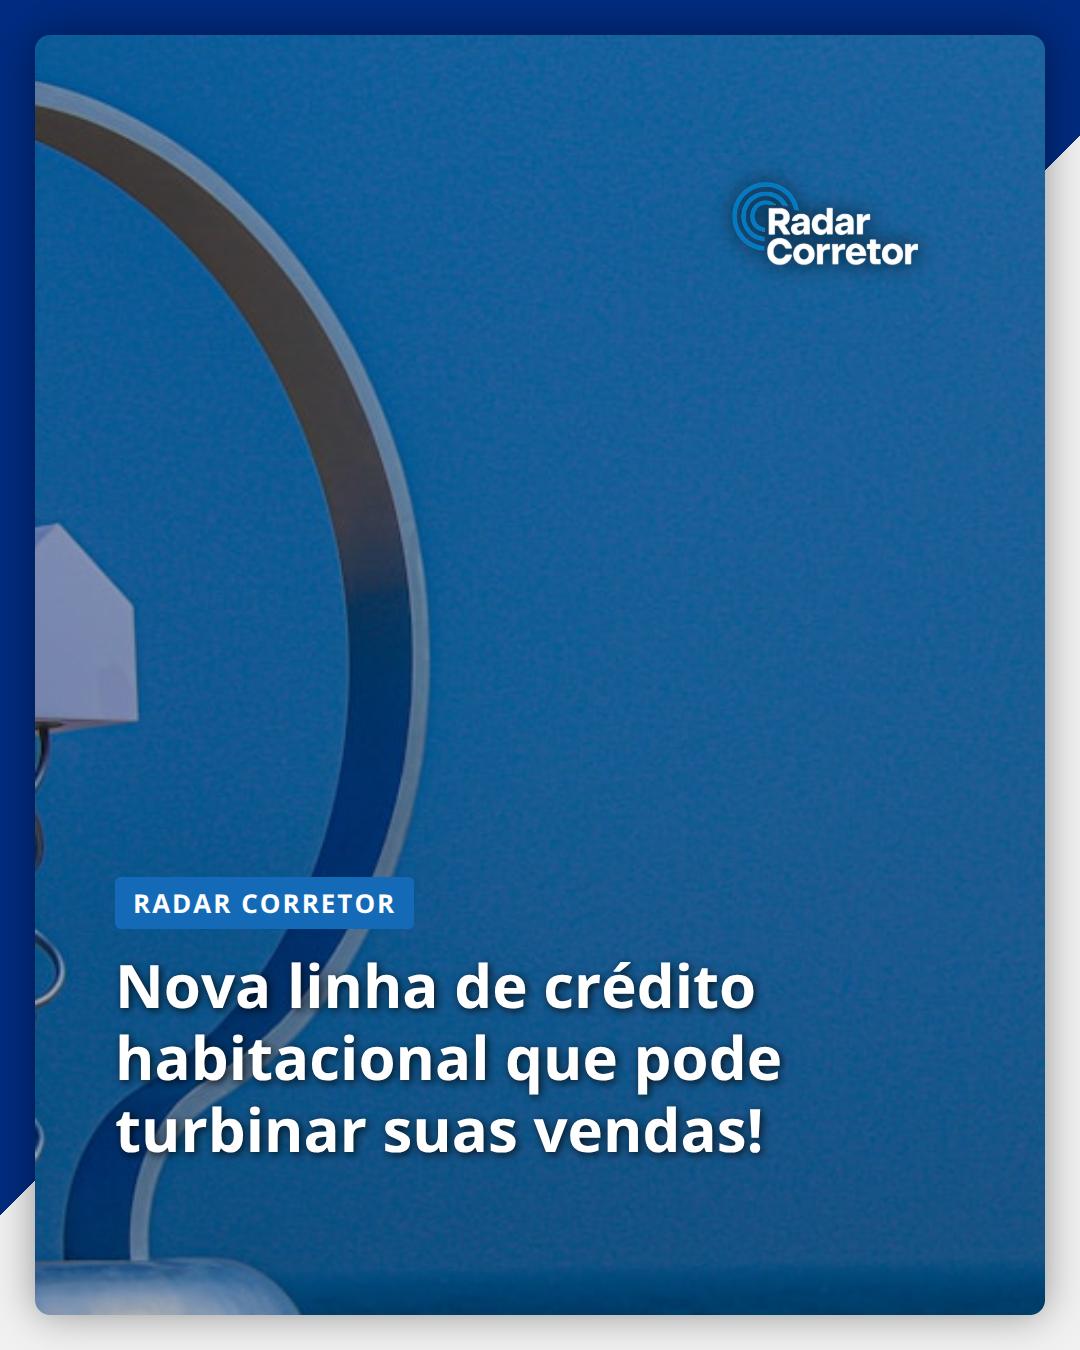 Radar
Corretor
RADAR CORRETOR
Nova linha de crédito
habitacional que pode
turbinar suas vendas!